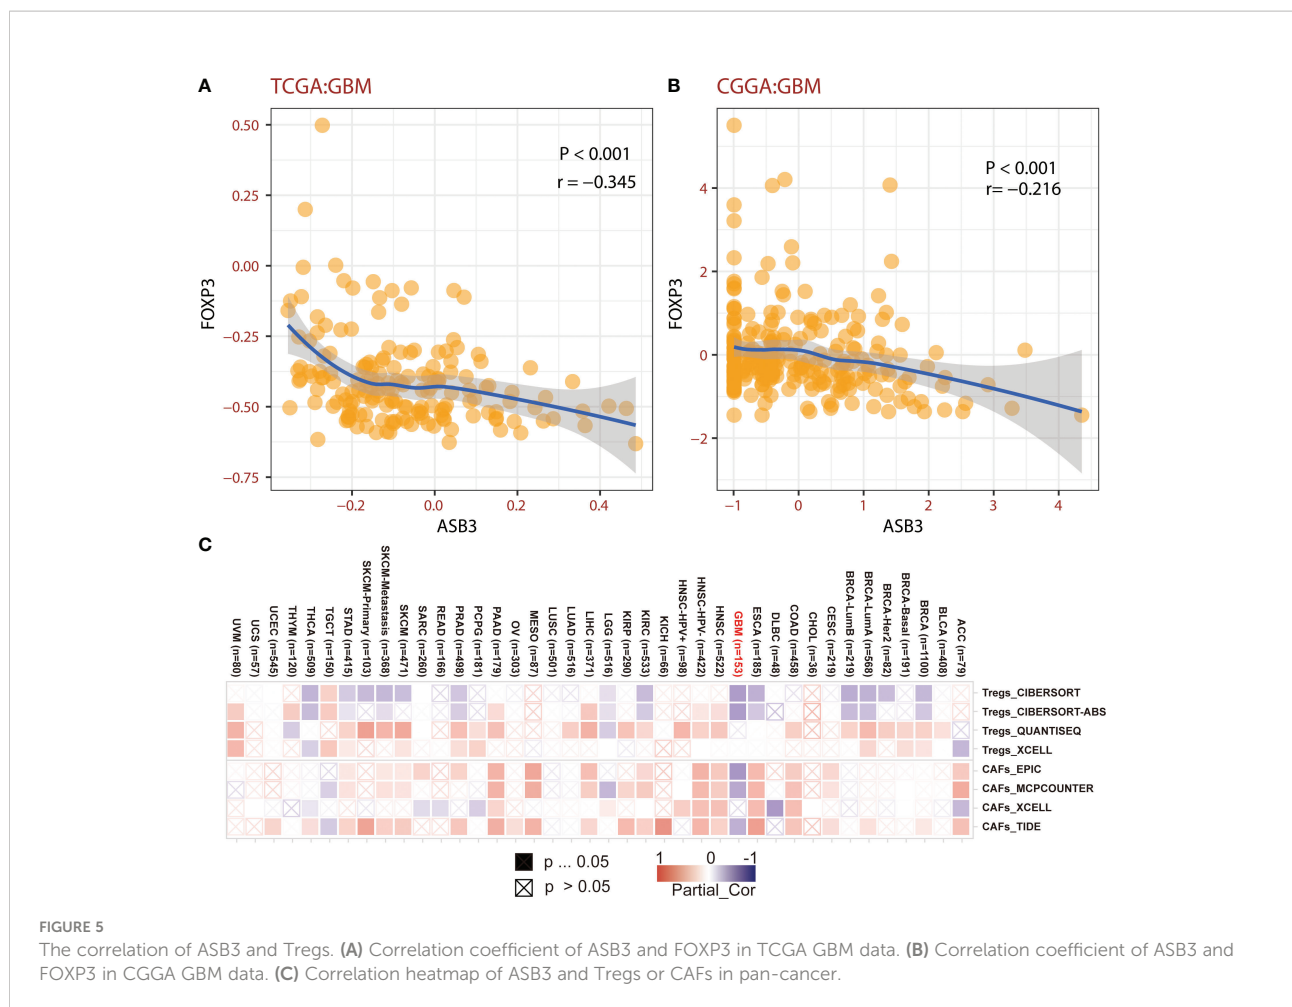 A
TCGA:GBM
P < 0.001
r = −0.345
0.50
0.25
0.00
−0.25
−0.50
−0.75
FOXP3
−0.2
0.0
0.2
0.4
ASB3
B
CGGA:GBM
P < 0.001
r= −0.216
4
2
0
−2
FOXP3
−1
0
1
2
3
4
ASB3
C
UVM (n=80)
UCS (n=57)
UCEC (n=545)
THYM (n=120)
THCA (n=509)
TGCT (n=150)
STAD (n=415)
SKCM-Primary (n=103)
SKCM-Metastasis (n=368)
SKCM (n=471)
SARC (n=260)
READ (n=166)
PRAD (n=498)
PCPG (n=181)
PAAD (n=179)
OV (n=303)
MESO (n=87)
LUSC (n=501)
LUAD (n=516)
LIHC (n=371)
LGG (n=516)
KIRP (n=290)
KIRC (n=533)
KICH (n=66)
HNSC-HPV+ (n=98)
HNSC-HPV- (n=422)
HNSC (n=522)
GBM (n=153)
ESCA (n=185)
DLBC (n=48)
COAD (n=458)
CHOL (n=36)
CESC (n=219)
BRCA-LumB (n=219)
BRCA-LumA (n=568)
BRCA-Her2 (n=82)
BRCA-Basal (n=191)
BRCA (n=1100)
BLCA (n=408)
ACC (n=79)
Tregs_CIBERSORT
Tregs_CIBERSORT-ABS
Tregs_QUANTISEQ
Tregs_XCELL
CAFs_EPIC
CAFs_MCPCOUNTER
CAFs_XCELL
CAFs_TIDE
p ... 0.05
p > 0.05
1 0 -1
Partial_Cor
FIGURE 5
The correlation of ASB3 and Tregs. (A) Correlation coefficient of ASB3 and FOXP3 in TCGA GBM data. (B) Correlation coefficient of ASB3 and
FOXP3 in CGGA GBM data. (C) Correlation heatmap of ASB3 and Tregs or CAFs in pan-cancer.